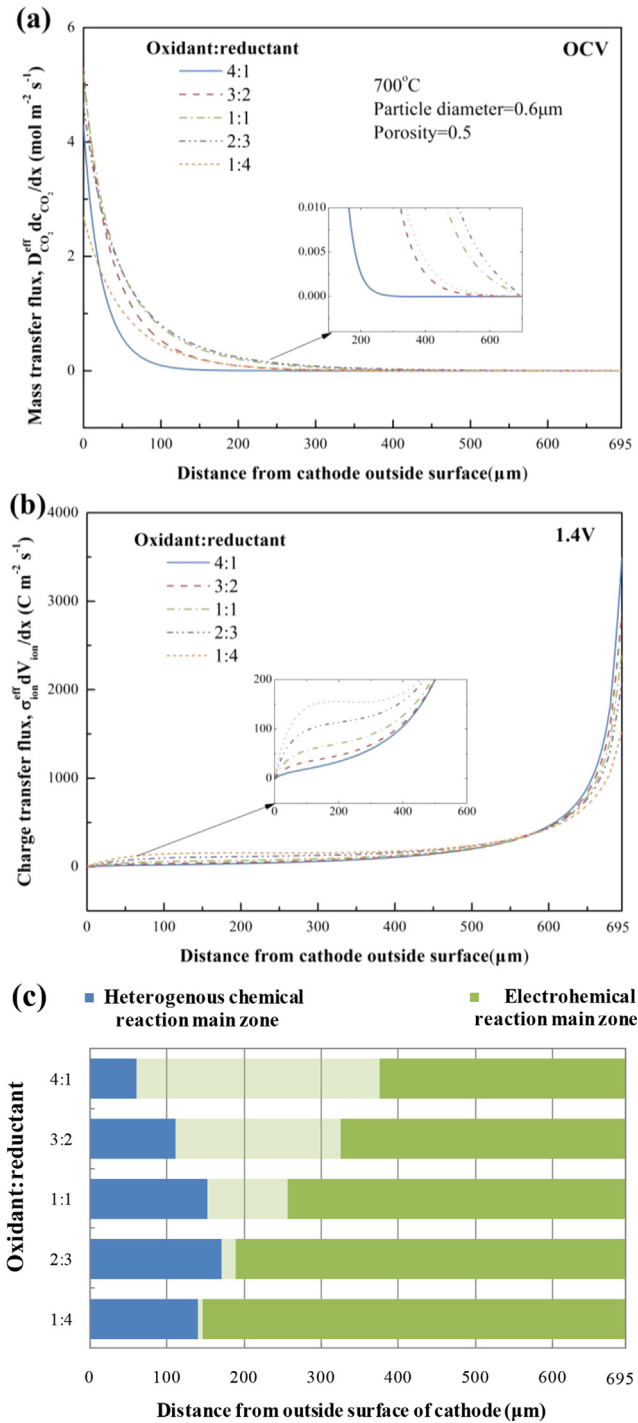 (a)
6
4
2
0
Mass transfer flux, D^eff_CO2 dc_CO2/dx (mol m⁻² s⁻¹)
Oxidant:reductant
4:1
3:2
1:1
2:3
1:4
OCV
700°C
Particle diameter=0.6μm
Porosity=0.5
0.010
0.005
0.000
200 400 600
0 100 200 300 400 500 600 695
Distance from cathode outside surface(μm)
(b)
4000
3000
2000
1000
0
Charge transfer flux, σ^eff_ion dV_ion/dx (C m⁻² s⁻¹)
Oxidant:reductant
4:1
3:2
1:1
2:3
1:4
1.4V
200
100
0
0 200 400 600
0 100 200 300 400 500 600 695
Distance from cathode outside surface(μm)
(c)
Heterogenous chemical
reaction main zone
Electrohemical
reaction main zone
Oxidant:reductant
4:1
3:2
1:1
2:3
1:4
0 100 200 300 400 500 600 695
Distance from outside surface of cathode (μm)